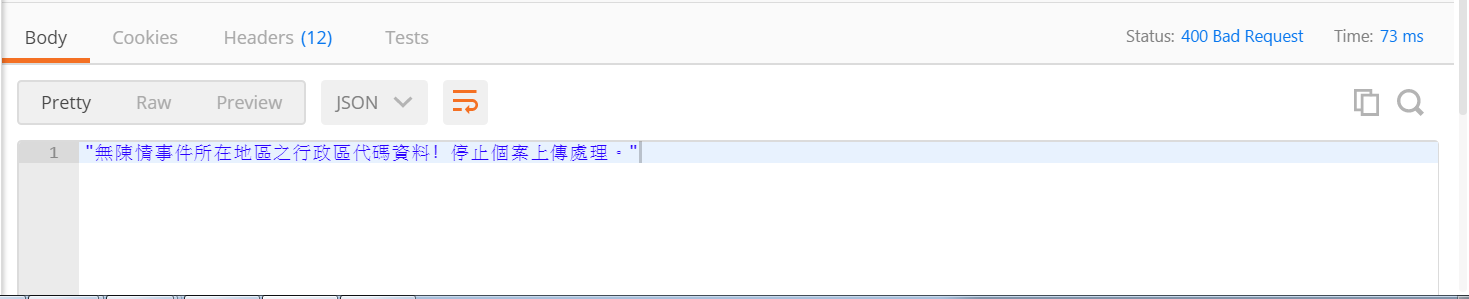 Body Cookies Headers (12) Tests Status: 400 Bad Request Time: 73 ms
Pretty Raw Preview JSON
1 "無陳情事件所在地區之行政區代碼資料! 停止個案上傳處理。"